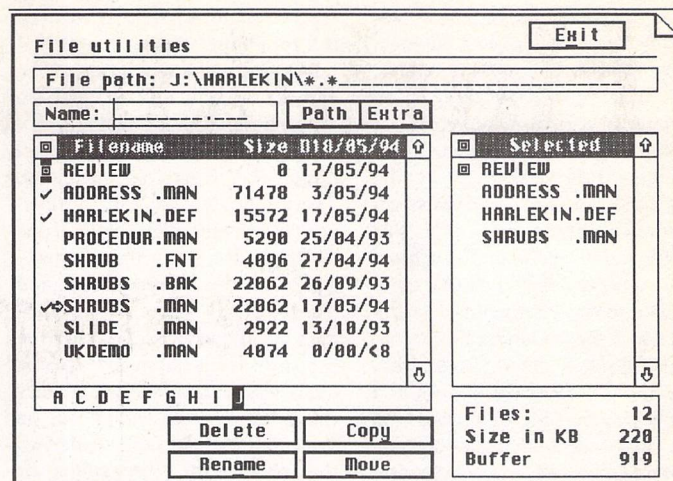 Exit
File utilities
File path: J:\HARLEKIN\*.*
Name: . Path Extra
Filename Size D18/05/94
REVIEW 0 17/05/94
ADDRESS .MAN 71478 3/05/94
HARLEKIN.DEF 15572 17/05/94
PROCEDUR.MAN 5290 25/04/93
SHRUB .FNT 4096 27/04/94
SHRUBS .BAK 22062 26/09/93
SHRUBS .MAN 22062 17/05/94
SLIDE .MAN 2922 13/10/93
UKDEMO .MAN 4074 0/00/<8
A C D E F G H I J
Selected
REVIEW
ADDRESS .MAN
HARLEKIN.DEF
SHRUBS .MAN
Delete Copy
Rename Move
Files: 12
Size in KB 220
Buffer 919